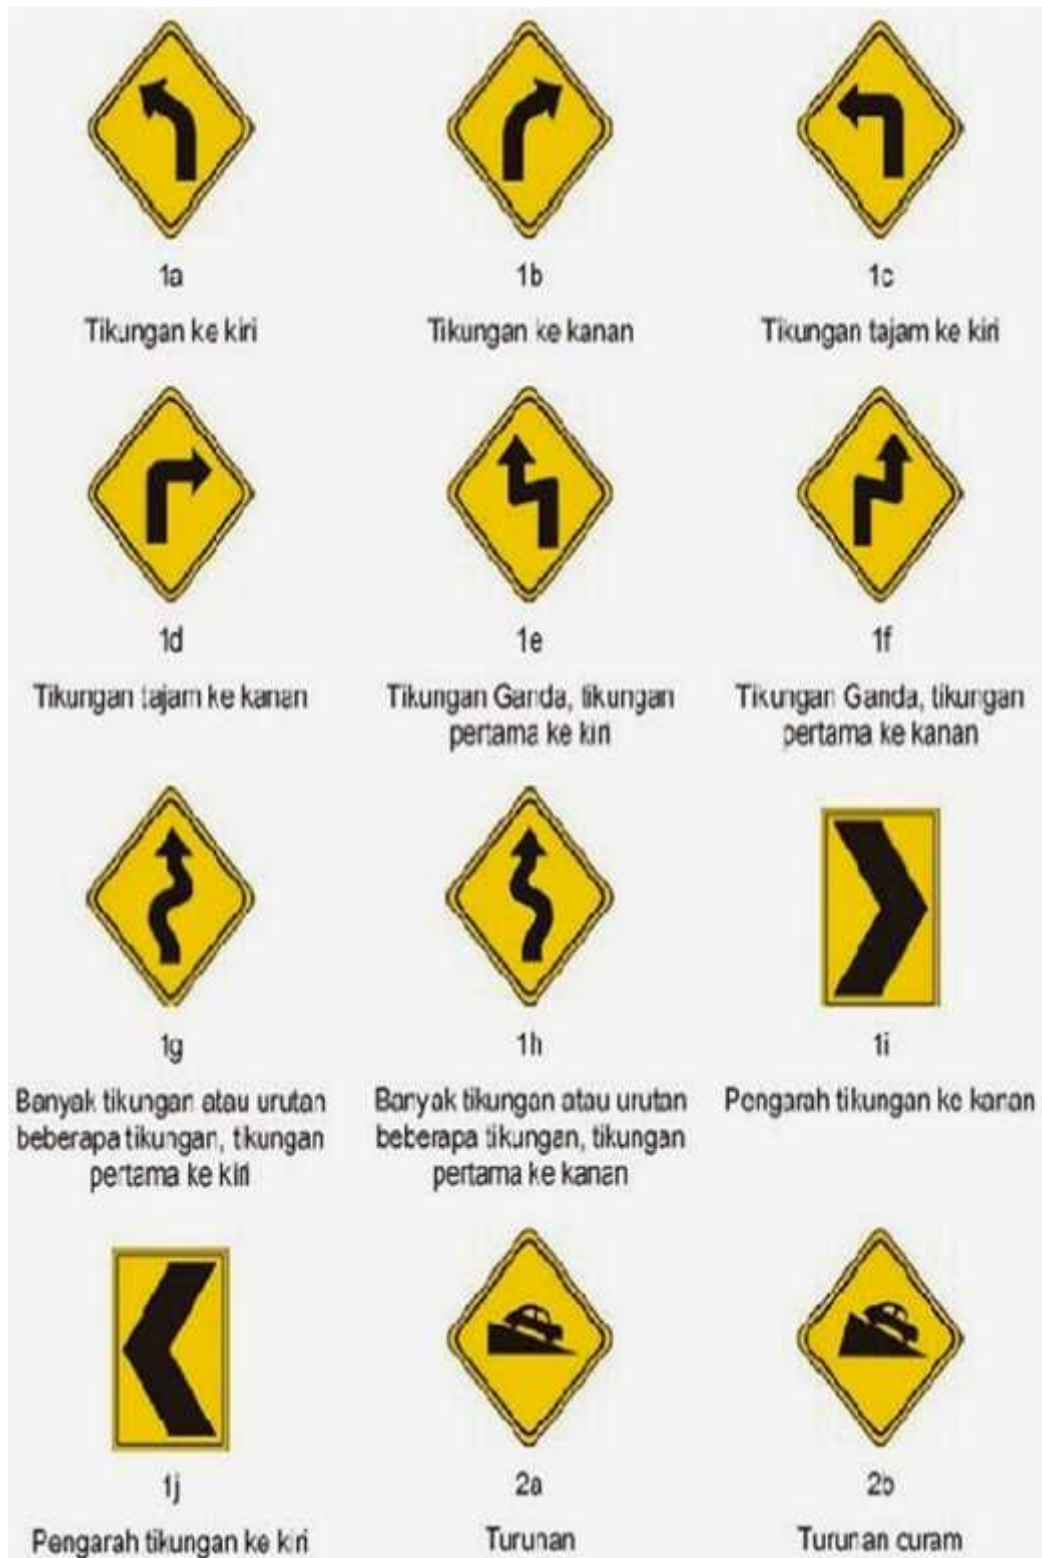 1a
1b
1c
Tikungan ke kiri
Tikungan ke kanan
Tikungan tajam ke kiri
1d
1e
1f
Tikungan tajam ke kanan
Tikungan Ganda, tikungan
pertama ke kiri
Tikungan Ganda, tikungan
pertama ke kanan
1g
1h
1i
Banyak tikungan atau urutan
beberapa tikungan, tikungan
pertama ke kiri
Banyak tikungan atau urutan
beberapa tikungan, tikungan
pertama ke kanan
Pengarah tikungan ke kanan
1j
2a
2b
Pengarah tikungan ke kiri
Turunan
Turunan curam